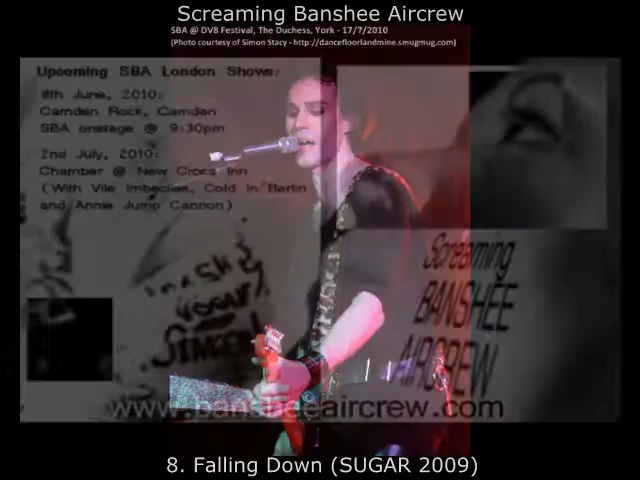 Screaming Banshee Aircrew
SBA @ DV8 Festival, The Duchess, York - 17/7/2010
(Photo courtesy of Simon Stacy - http://dancefloorlandmine.smugmug.com)
Upcoming SBA London Shows:
8th June, 2010:
Camden Rock, Camden
SBA onstage @ 9:30pm
2nd July, 2010:
Chamber @ New Cross Inn
(With Vile Imbeciles, Cold In Berlin
and Annie Jump Cannon)
Screaming
BANSHEE
AIRCREW
www.bansheeaircrew.com
8. Falling Down (SUGAR 2009)